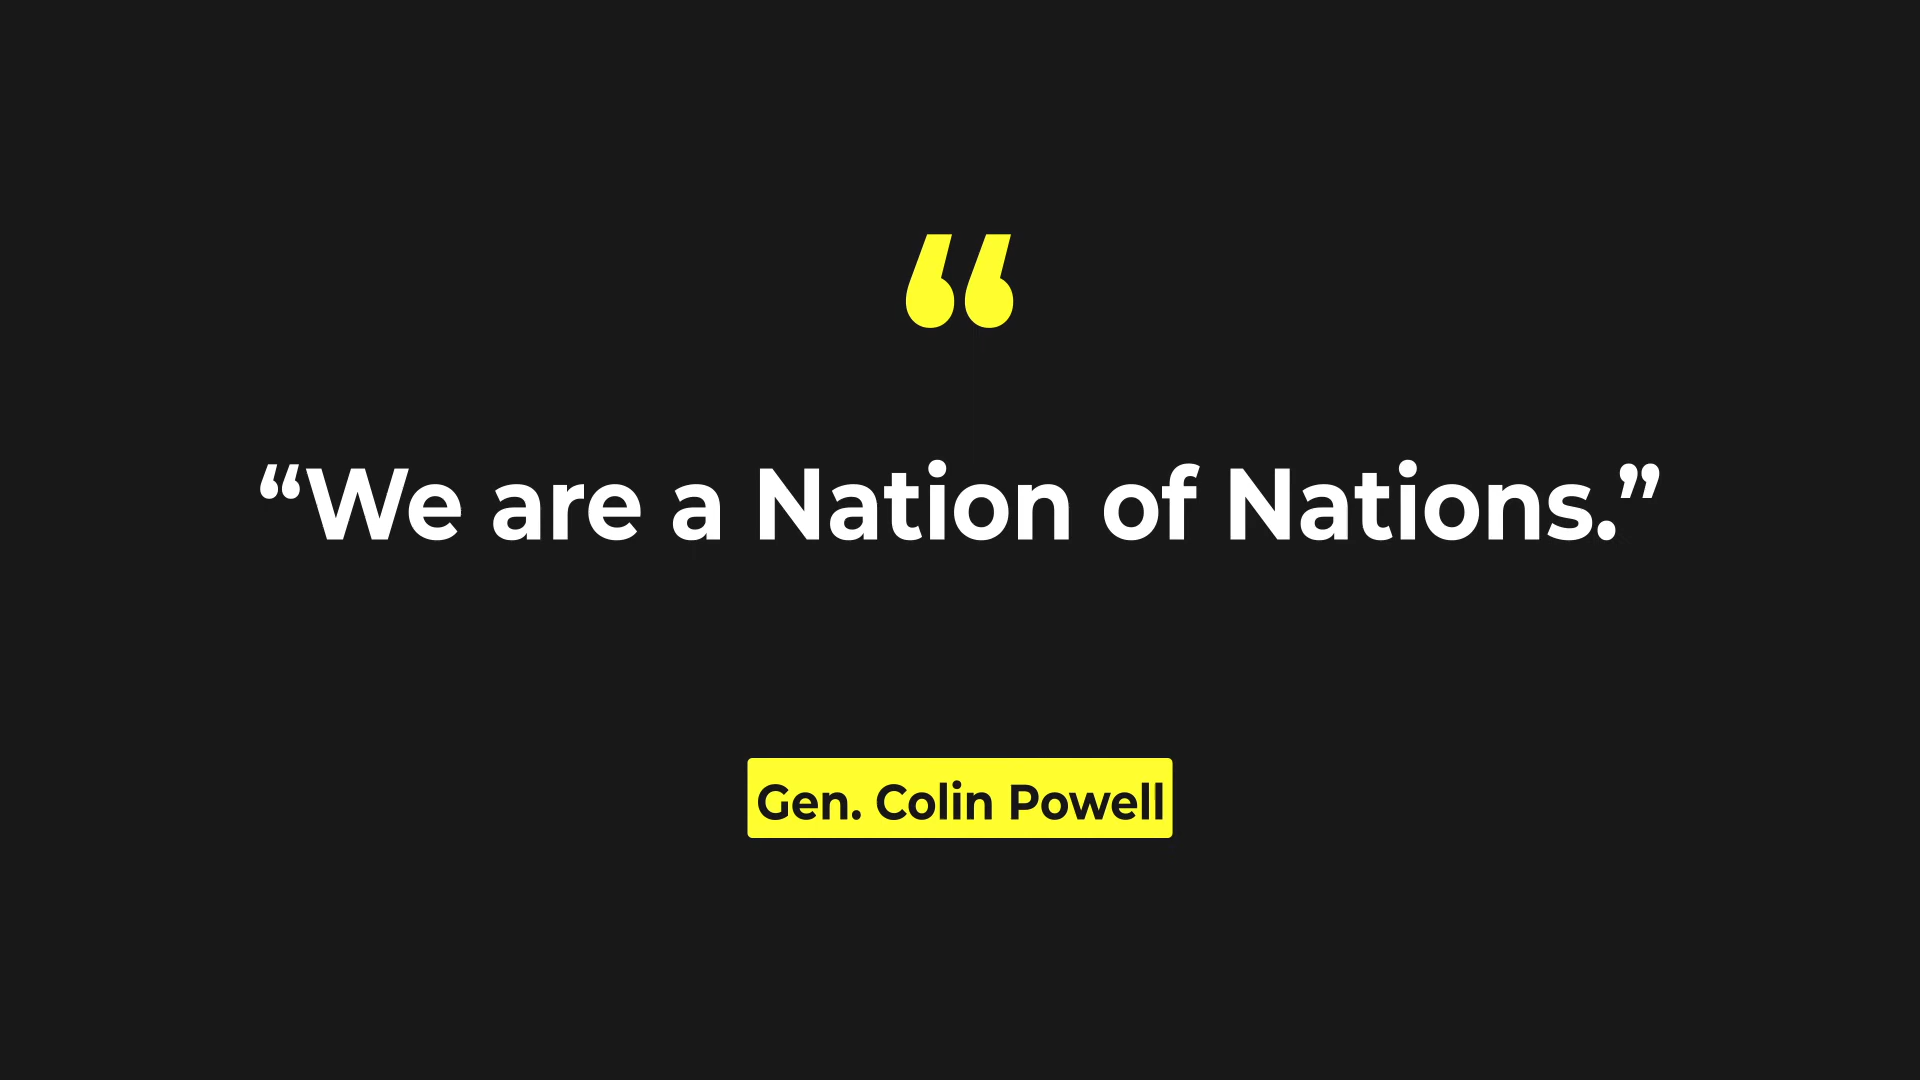 “
“We are a Nation of Nations.”
Gen. Colin Powell